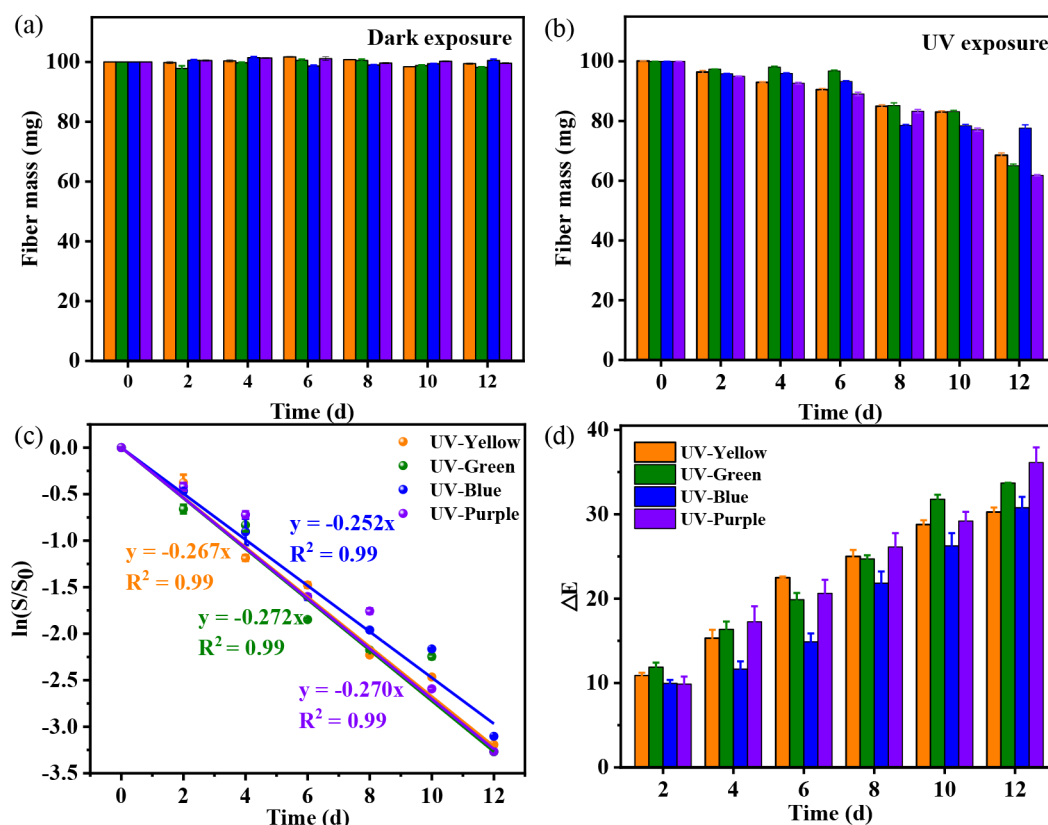 (a)
Dark exposure
Fiber mass (mg)
120
100
80
60
40
20
0
0 2 4 6 8 10 12
Time (d)
(b)
UV exposure
Fiber mass (mg)
120
100
80
60
40
20
0
0 2 4 6 8 10 12
Time (d)
(c)
ln(S/S₀)
0.0
-0.5
-1.0
-1.5
-2.0
-2.5
-3.0
-3.5
UV-Yellow
UV-Green
UV-Blue
UV-Purple
y = -0.252x
R² = 0.99
y = -0.267x
R² = 0.99
y = -0.272x
R² = 0.99
y = -0.270x
R² = 0.99
0 2 4 6 8 10 12
Time (d)
(d)
ΔE
40
30
20
10
0
UV-Yellow
UV-Green
UV-Blue
UV-Purple
2 4 6 8 10 12
Time (d)